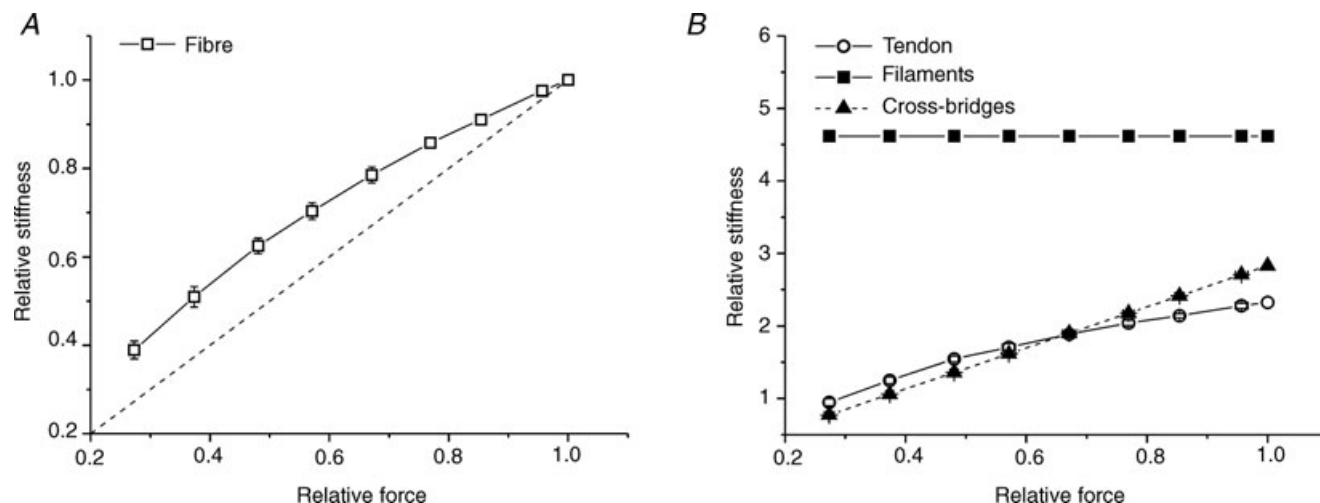 A
Fibre
1.0
0.8
0.6
0.4
0.2
Relative stiffness
0.2 0.4 0.6 0.8 1.0
Relative force
B
Tendon
Filaments
Cross-bridges
6
5
4
3
2
1
Relative stiffness
0.2 0.4 0.6 0.8 1.0
Relative force